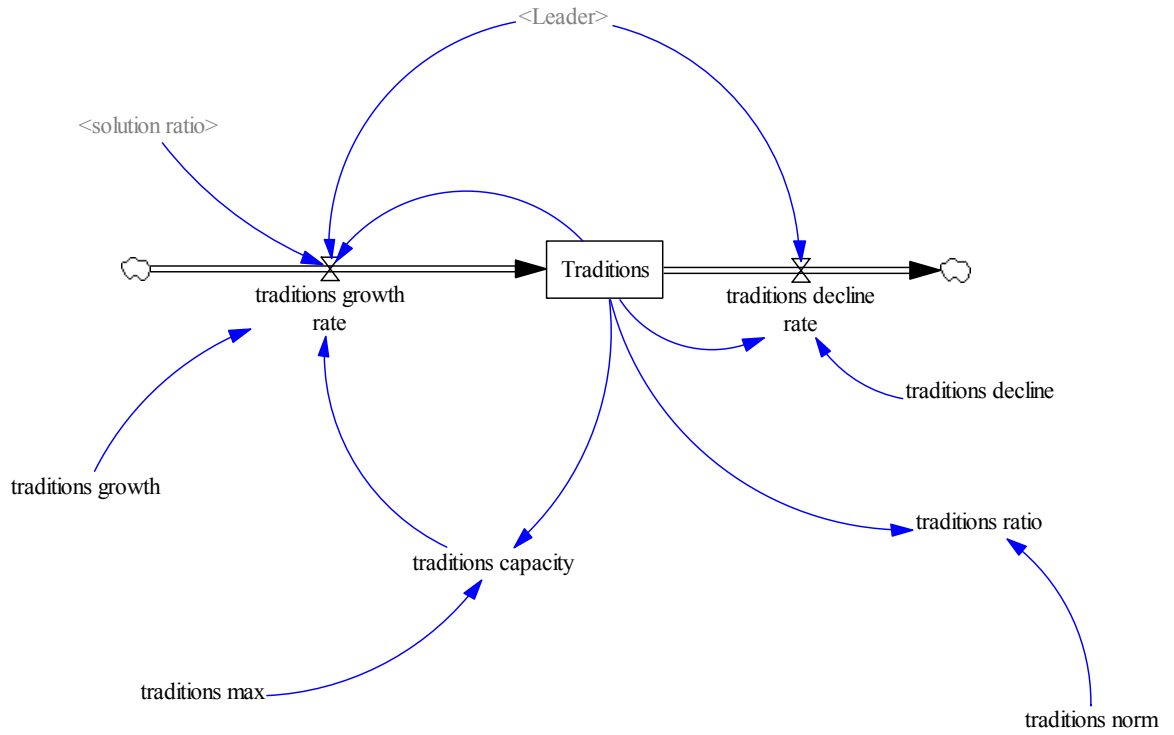 <Leader>
<solution ratio>
Traditions
traditions growth
rate
traditions decline
rate
traditions decline
traditions growth
traditions ratio
traditions capacity
traditions max
traditions norm